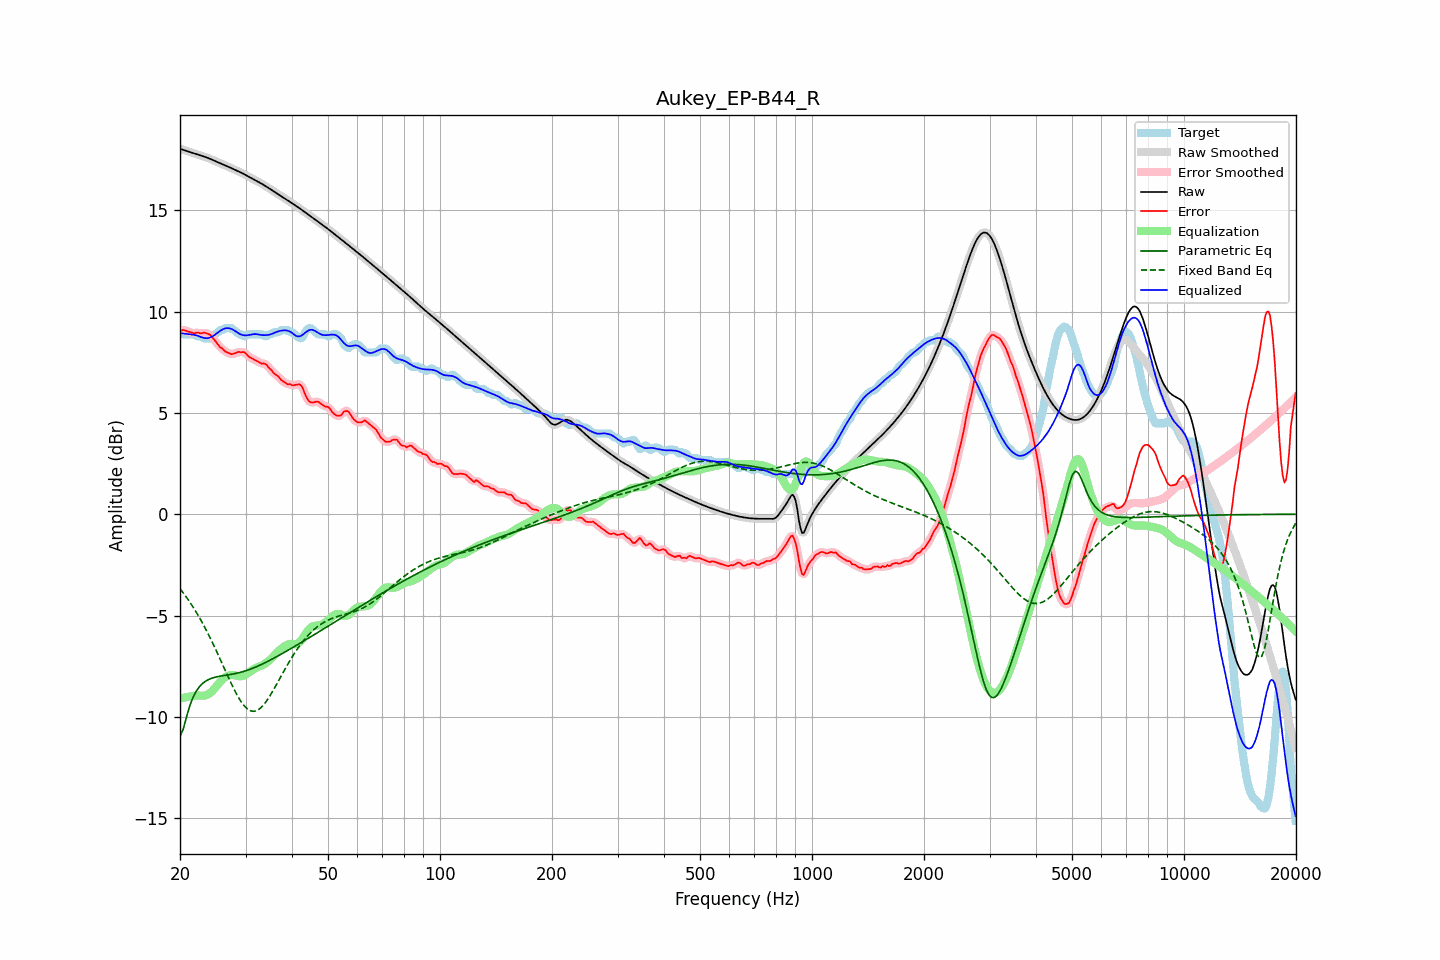 Aukey_EP-B44_R
Target
Raw Smoothed
Error Smoothed
Raw
Error
Equalization
Parametric Eq
Fixed Band Eq
Equalized
Amplitude (dBr)
15
10
5
0
−5
−10
−15
20 50 100 200 500 1000 2000 5000 10000 20000
Frequency (Hz)